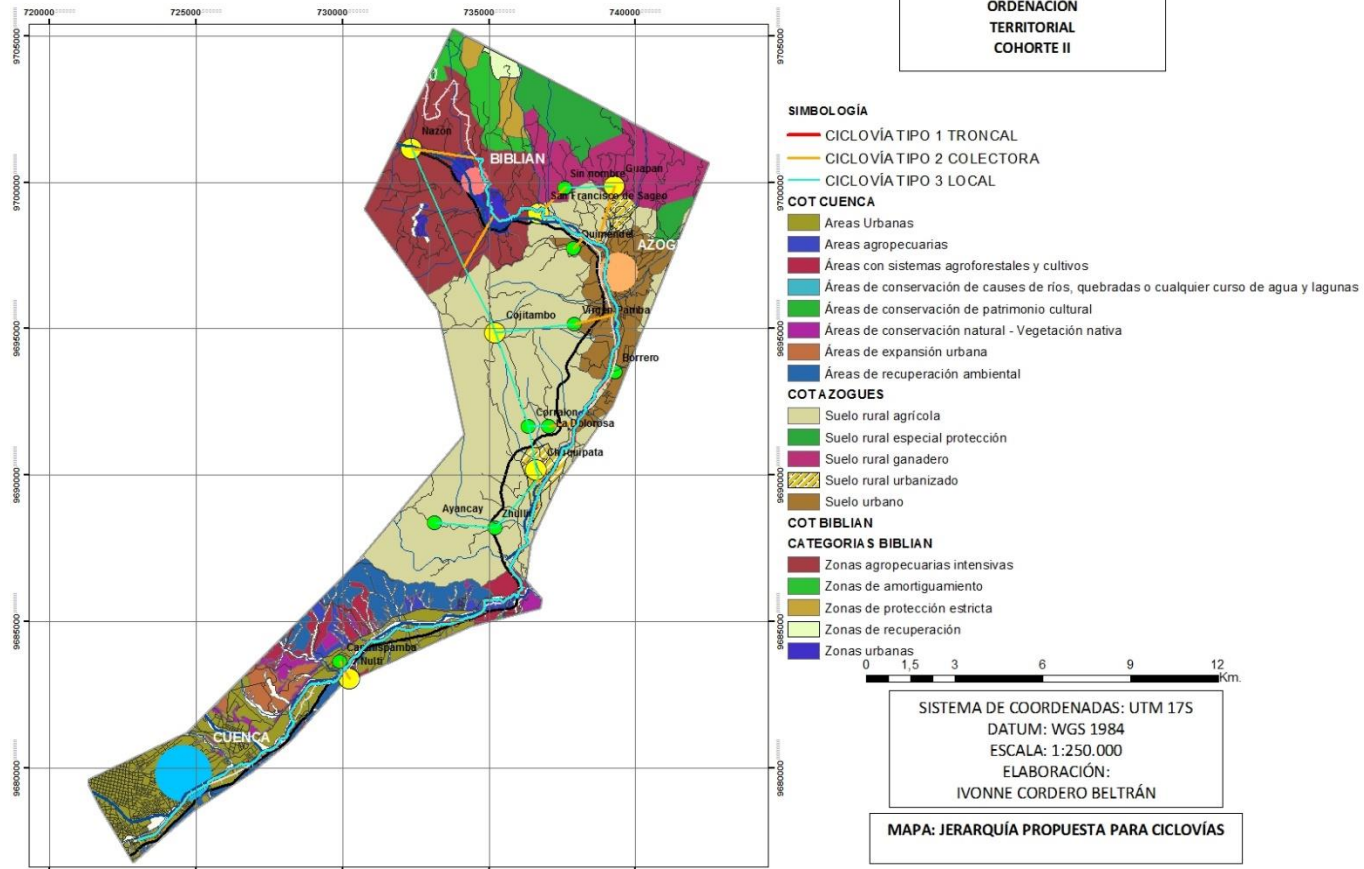 720000
725000
730000
735000
740000
ORDENACIÓN
TERRITORIAL
COHORTE II
9705000
9705000
9700000
9700000
9695000
9695000
9690000
9690000
9685000
9685000
9680000
9680000
Nazón
BIBLIAN
Sin nombre
Guapan
San Francisco de Sageo
AZOG
Cojitambo
Borrero
La Dolorosa
Ayancay
Zhullin
Nulti
CUENCA
SIMBOLOGÍA
CICLOVÍA TIPO 1 TRONCAL
CICLOVÍA TIPO 2 COLECTORA
CICLOVÍA TIPO 3 LOCAL
COT CUENCA
Areas Urbanas
Areas agropecuarias
Áreas con sistemas agroforestales y cultivos
Áreas de conservación de causes de ríos, quebradas o cualquier curso de agua y lagunas
Áreas de conservación de patrimonio cultural
Áreas de conservación natural - Vegetación nativa
Áreas de expansión urbana
Áreas de recuperación ambiental
COT AZOGUES
Suelo rural agrícola
Suelo rural especial protección
Suelo rural ganadero
Suelo rural urbanizado
Suelo urbano
COT BIBLIAN
CATEGORIAS BIBLIAN
Zonas agropecuarias intensivas
Zonas de amortiguamiento
Zonas de protección estricta
Zonas de recuperación
Zonas urbanas
0 1,5 3 6 9 12
Km.
SISTEMA DE COORDENADAS: UTM 17S
DATUM: WGS 1984
ESCALA: 1:250.000
ELABORACIÓN:
IVONNE CORDERO BELTRÁN
MAPA: JERARQUÍA PROPUESTA PARA CICLOVÍAS